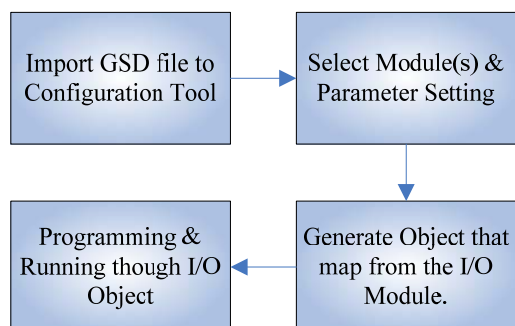 Import GSD file to
Configuration Tool
Select Module(s) &
Parameter Setting
Generate Object that
map from the I/O
Module.
Programming &
Running though I/O
Object